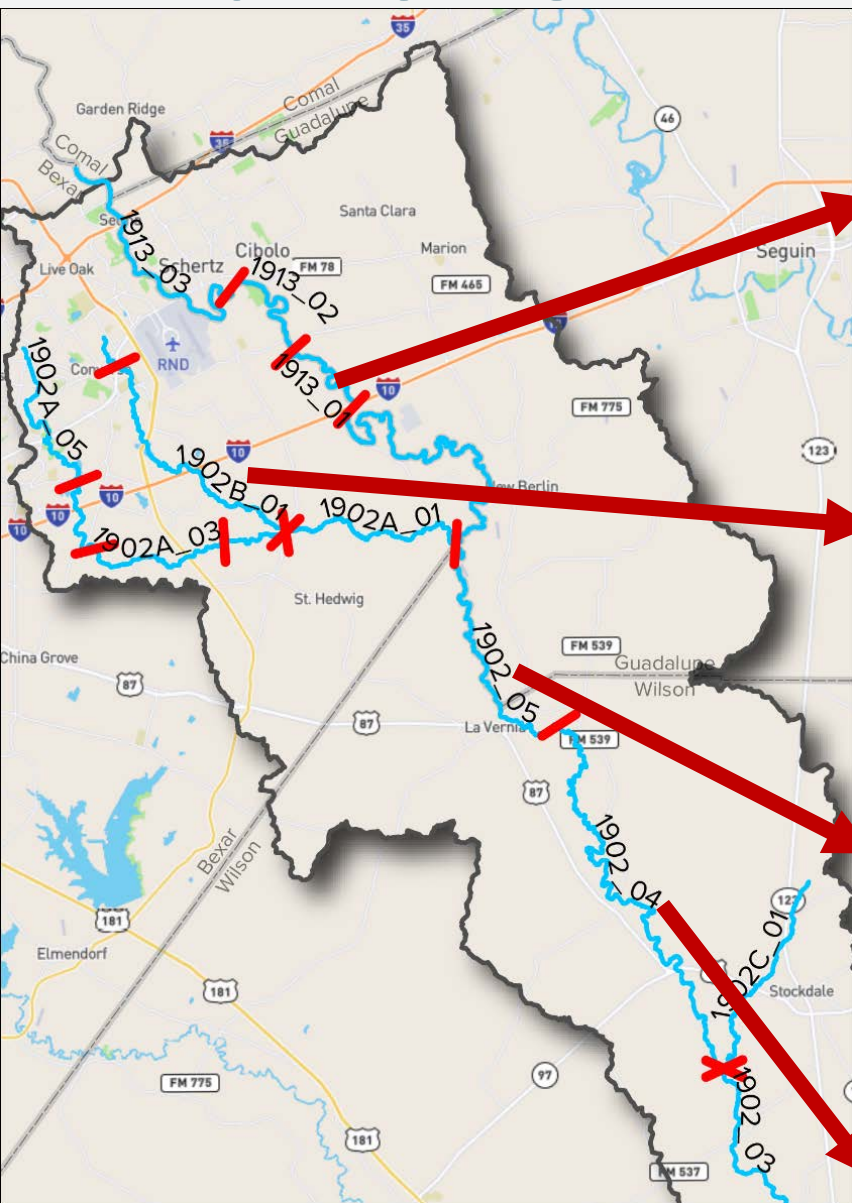 35
Garden Ridge
Comal
Guadalupe
46
35
Comal
Bexar
Santa Clara
Cibolo
Schertz
Marion
FM 78
Seguin
Live Oak
1913_03
1913_02
FM 465
RND
1913_01
10
1902A_05
FM 775
123
10
1902B_01
1902A_01
10
10
10
1902A_03
St. Hedwig
China Grove
87
FM 539
Guadalupe
Wilson
1902_05
87
La Vernia
FM 539
87
1902_04
Bexar
Wilson
181
123
1902C_01
Elmendorf
181
Stockdale
97
FM 775
1902_03
181
FM 537